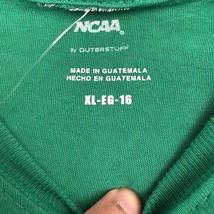 NCAA
By OUTERSTUFF
MADE IN GUATEMALA
HECHO EN GUATEMALA
XL-EG-16